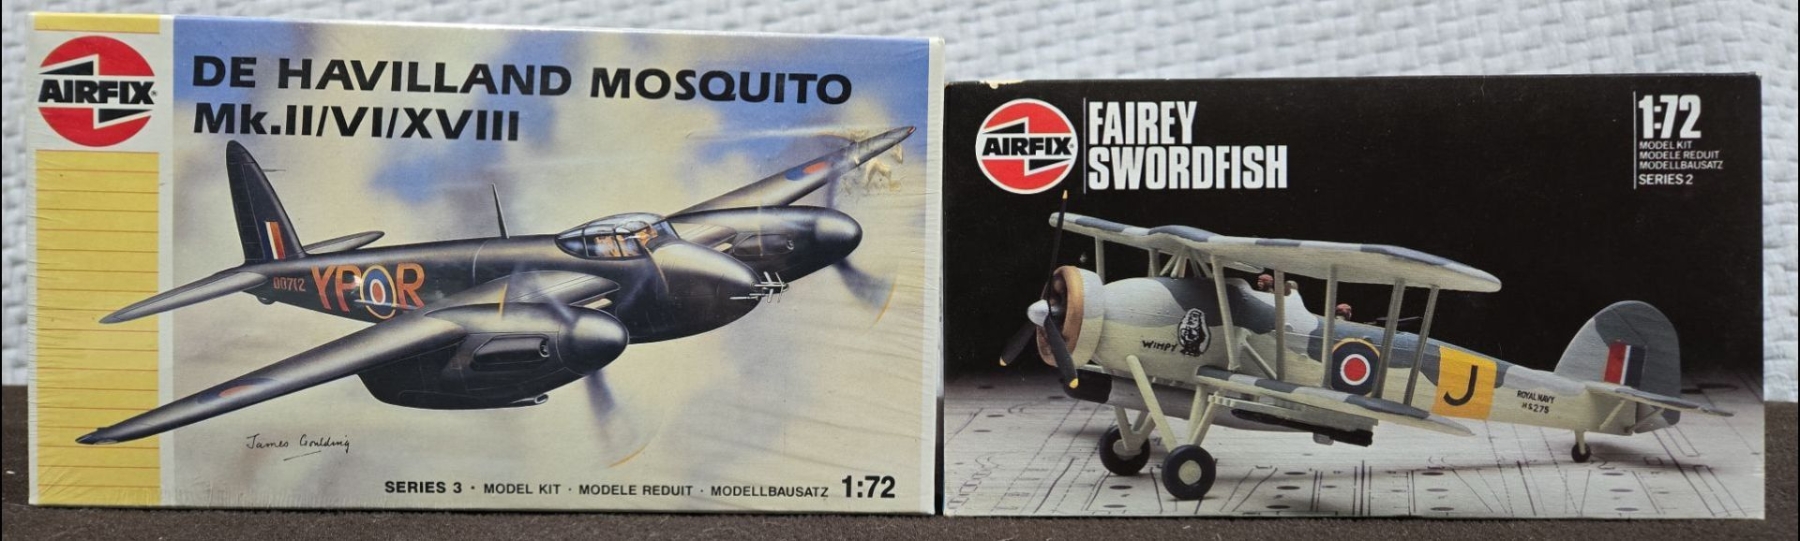 AIRFIX
DE HAVILLAND MOSQUITO
Mk.II/VI/XVIII
DD712
YP R
James Goulding
SERIES 3 · MODEL KIT · MODELE REDUIT · MODELLBAUSATZ 1:72
AIRFIX
FAIREY
SWORDFISH
1:72
MODEL KIT
MODELE REDUIT
MODELLBAUSATZ
SERIES 2
WIMPY
J
ROYAL NAVY
HS275